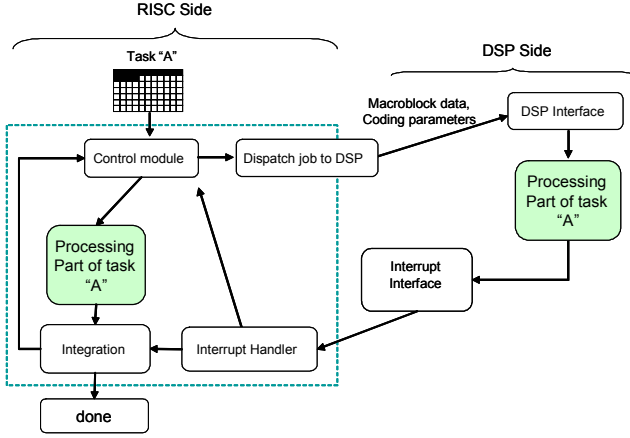 RISC Side
DSP Side
Task “A”
Macroblock data,
Coding parameters
DSP Interface
Control module
Dispatch job to DSP
Processing
Part of task
“A”
Processing
Part of task
“A”
Interrupt
Interface
Integration
Interrupt Handler
done